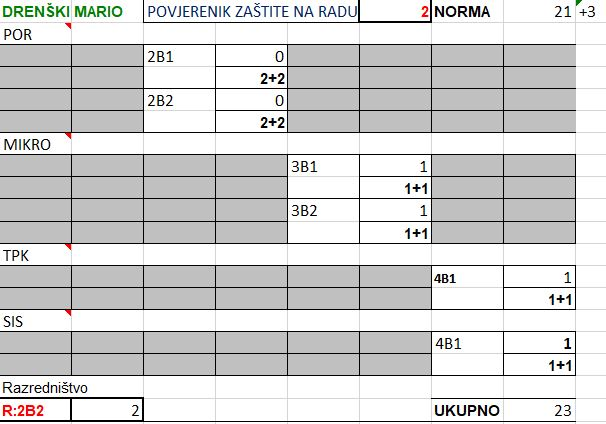 DRENŠKI MARIO POVJERENIK ZAŠTITE NA RADU 2 NORMA 21 +3
POR
2B1 0
2+2
2B2 0
2+2
MIKRO
3B1 1
1+1
3B2 1
1+1
TPK
4B1 1
1+1
SIS
4B1 1
1+1
Razredništvo
R:2B2 2 UKUPNO 23